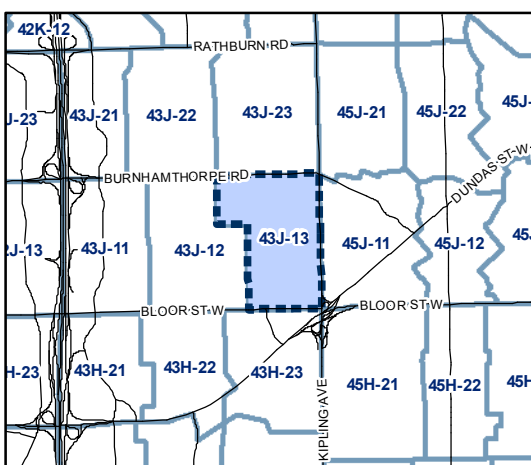 42K-12
RATHBURN RD
J-23
43J-21
43J-22
43J-23
45J-21
45J-22
45J-
BURNHAMTHORPE RD
DUNDAS ST W
2J-13
43J-11
43J-12
43J-13
45J-11
45J-12
45J
BLOOR ST W
BLOOR ST W
H-23
43H-21
43H-22
43H-23
45H-21
45H-22
45H
KIPLING AVE